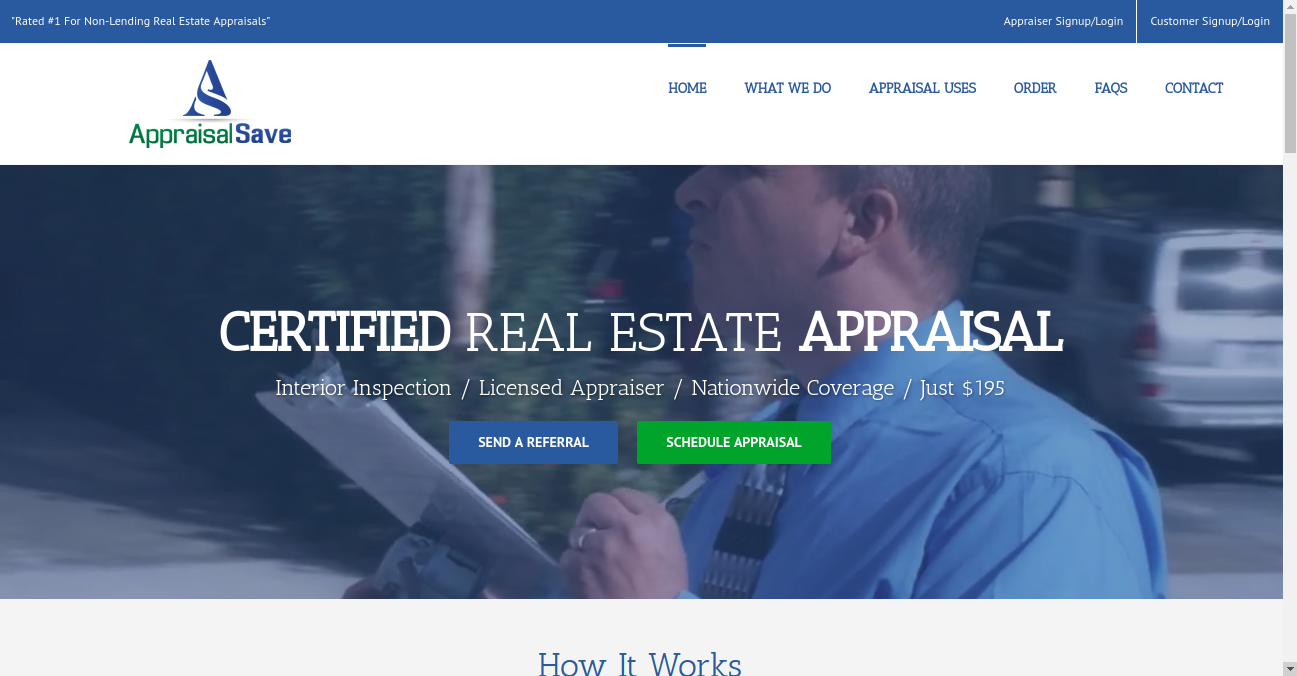 "Rated #1 For Non-Lending Real Estate Appraisals"
Appraiser Signup/Login
Customer Signup/Login
AppraisalSave
HOME
WHAT WE DO
APPRAISAL USES
ORDER
FAQS
CONTACT
CERTIFIED REAL ESTATE APPRAISAL
Interior Inspection / Licensed Appraiser / Nationwide Coverage / Just $195
SEND A REFERRAL
SCHEDULE APPRAISAL
How It Works